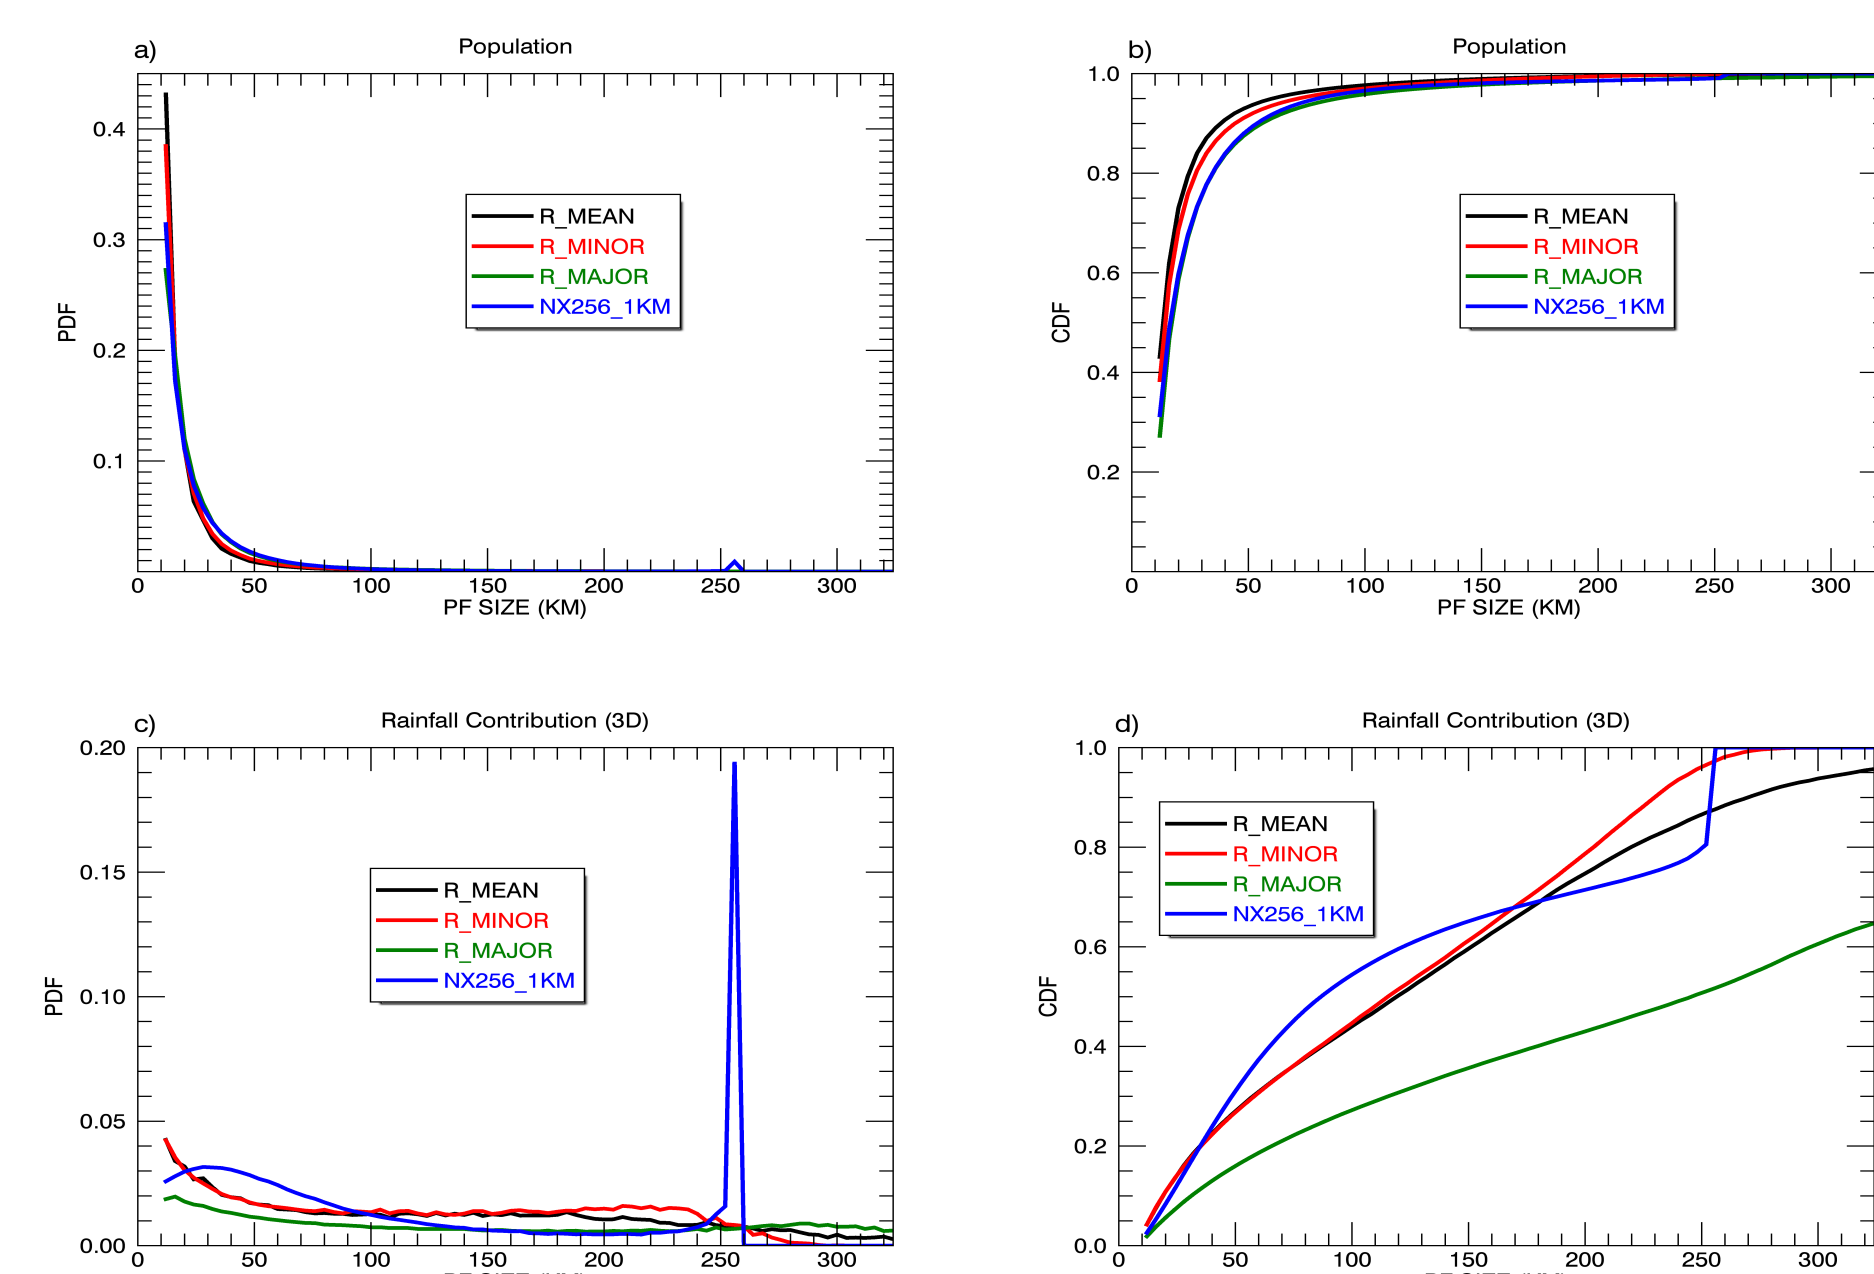 a) Population
0.4
0.3
0.2
0.1
PDF
R_MEAN
R_MINOR
R_MAJOR
NX256_1KM
0 50 100 150 200 250 300
PF SIZE (KM)
b) Population
1.0
0.8
0.6
0.4
0.2
CDF
R_MEAN
R_MINOR
R_MAJOR
NX256_1KM
0 50 100 150 200 250 300
PF SIZE (KM)
c) Rainfall Contribution (3D)
0.20
0.15
0.10
0.05
0.00
PDF
R_MEAN
R_MINOR
R_MAJOR
NX256_1KM
0 50 100 150 200 250 300
d) Rainfall Contribution (3D)
1.0
0.8
0.6
0.4
0.2
0.0
CDF
R_MEAN
R_MINOR
R_MAJOR
NX256_1KM
0 50 100 150 200 250 300